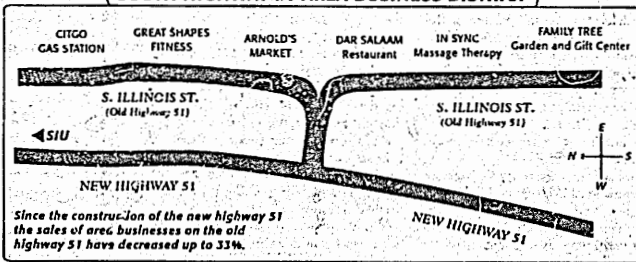 CITGO
GAS STATION
GREAT SHAPES
FITNESS
ARNOLD'S
MARKET
DAR SALAAM
Restaurant
IN SYNC
Massage Therapy
FAMILY TREE
Garden and Gift Center
S. ILLINOIS ST.
(Old Highway 51)
S. ILLINOIS ST.
(Old Highway 51)
SIU
E
N
S
W
NEW HIGHWAY 51
NEW HIGHWAY 51
Since the construction of the new highway 51
the sales of area businesses on the old
highway 51 have decreased up to 33%.